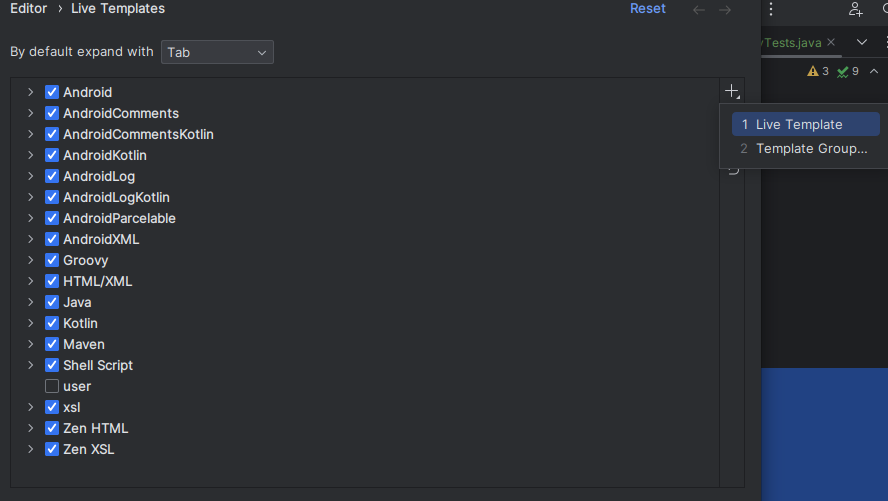 Editor › Live Templates
Reset
yTests.java
By default expand with Tab
3 9
Android
AndroidComments
1 Live Template
AndroidCommentsKotlin
2 Template Group...
AndroidKotlin
AndroidLog
AndroidLogKotlin
AndroidParcelable
AndroidXML
Groovy
HTML/XML
Java
Kotlin
Maven
Shell Script
user
xsl
Zen HTML
Zen XSL